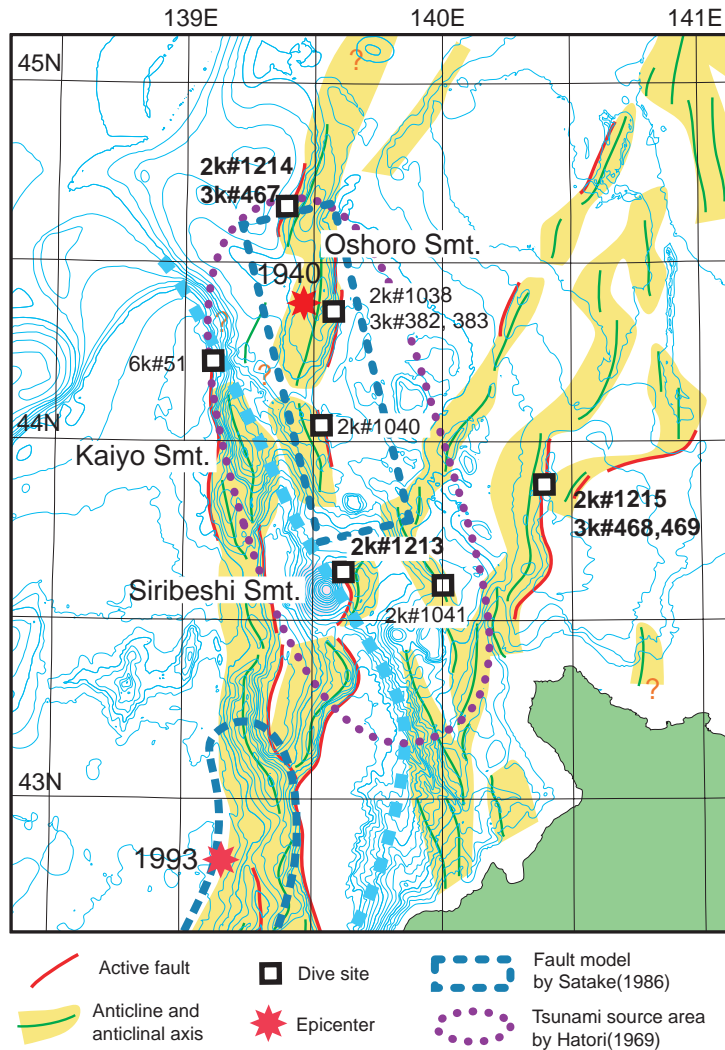 139E
140E
141E
45N
?
2k#1214
3k#467
Oshoro Smt.
1940
2k#1038
3k#382, 383
?
6k#51
?
2k#1040
44N
Kaiyo Smt.
2k#1215
3k#468,469
2k#1213
Siribeshi Smt.
2k#1041
?
43N
1993
Active fault
Dive site
Fault model
by Satake(1986)
Anticline and
anticlinal axis
Epicenter
Tsunami source area
by Hatori(1969)